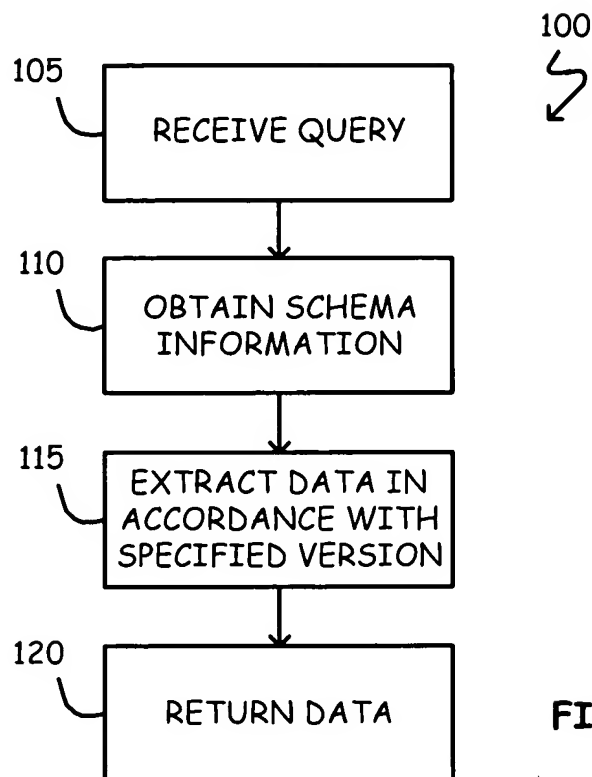 100
105
RECEIVE QUERY
110
OBTAIN SCHEMA
INFORMATION
115
EXTRACT DATA IN
ACCORDANCE WITH
SPECIFIED VERSION
120
RETURN DATA
FI